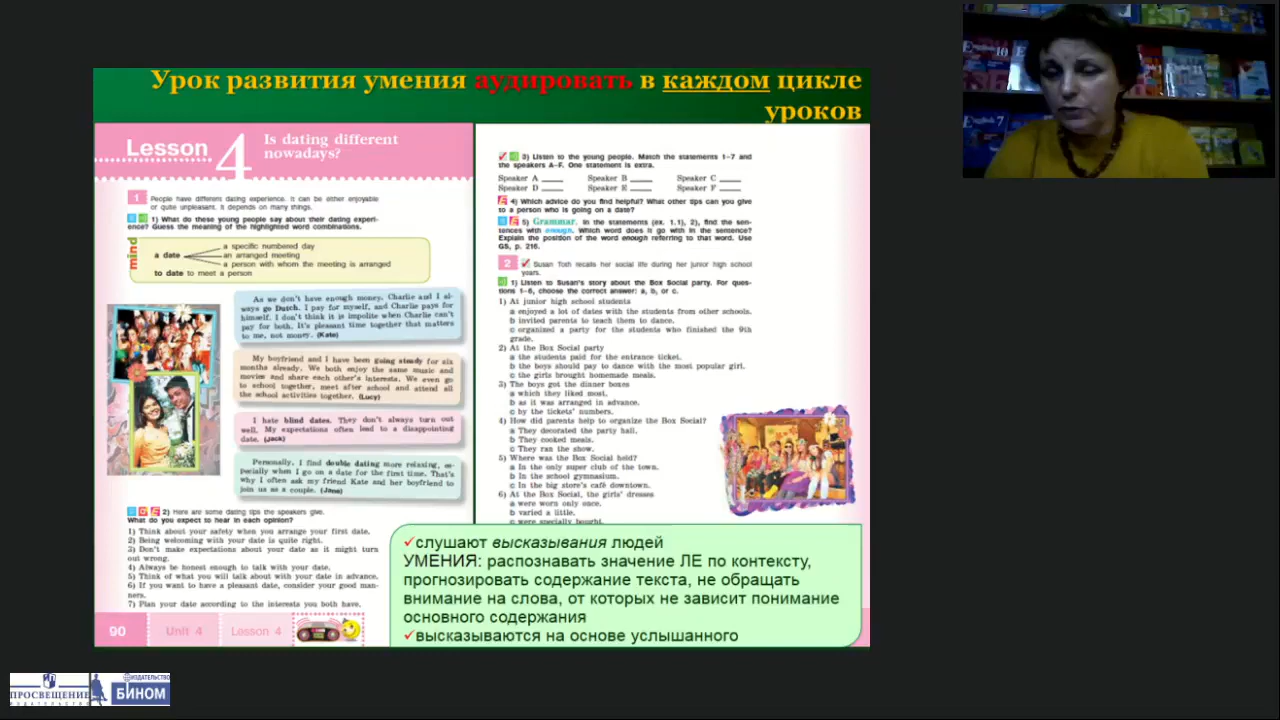 Урок развития умения аудировать в каждом цикле
уроков
Lesson 4
Is dating different
nowadays?
1
People have different dating experience. It can be either enjoyable
or quite unpleasant. It depends on many things.
1) What do these young people say about their dating experi-
ence? Guess the meaning of the highlighted word combinations.
mind
a date
a specific numbered day
an arranged meeting
a person with whom the meeting is arranged
to date to meet a person
As we don't have enough money, Charlie and I al-
ways go Dutch. I pay for myself, and Charlie pays for
himself. I don't think it is impolite when Charlie can't
pay for both. It's pleasant time together that matters
to me, not money. (Kate)
My boyfriend and I have been going steady for six
months already. We both enjoy the same music and
movies and share each other's interests. We even go
to school together, meet after school and attend all
the school activities together. (Lucy)
I hate blind dates. They don't always turn out
well. My expectations often lead to a disappointing
date. (Jack)
Personally, I find double dating more relaxing, es-
pecially when I go on a date for the first time. That's
why I often ask my friend Kate and her boyfriend to
join us as a couple. (Jane)
2) Here are some dating tips the speakers give.
What do you expect to hear in each opinion?
1) Think about your safety when you arrange your first date.
2) Being welcoming with your date is quite right.
3) Don't make expectations about your date as it might turn
out wrong.
4) Always be honest enough to talk with your date.
5) Think of what you will talk about with your date in advance.
6) If you want to have a pleasant date, consider your good man-
ners.
7) Plan your date according to the interests you both have.
90
Unit 4
Lesson 4
3) Listen to the young people. Match the statements 1–7 and
the speakers A–F. One statement is extra.
Speaker A ____ Speaker B ____ Speaker C ____
Speaker D ____ Speaker E ____ Speaker F ____
4) Which advice do you find helpful? What other tips can you give
to a person who is going on a date?
5) Grammar. In the statements (ex. 1.1), 2), find the sen-
tences with enough. Which word does it go with in the sentence?
Explain the position of the word enough referring to that word. Use
GS, p. 216.
2
Susan Toth recalls her social life during her junior high school
years.
1) Listen to Susan's story about the Box Social party. For ques-
tions 1–6, choose the correct answer: a, b, or c.
1) At junior high school students
a enjoyed a lot of dates with the students from other schools.
b invited parents to teach them to dance.
c organized a party for the students who finished the 9th
grade.
2) At the Box Social party
a the students paid for the entrance ticket.
b the boys should pay to dance with the most popular girl.
c the girls brought homemade meals.
3) The boys got the dinner boxes
a which they liked most.
b as it was arranged in advance.
c by the tickets' numbers.
4) How did parents help to organize the Box Social?
a They decorated the party hall.
b They cooked meals.
c They ran the show.
5) Where was the Box Social held?
a In the only super club of the town.
b In the school gymnasium.
c In the big store's café downtown.
6) At the Box Social, the girls' dresses
a were worn only once.
b varied a little.
c were specially bought.
слушают высказывания людей
УМЕНИЯ: распознавать значение ЛЕ по контексту,
прогнозировать содержание текста, не обращать
внимание на слова, от которых не зависит понимание
основного содержания
высказываются на основе услышанного
ПРОСВЕЩЕНИЕ
ИЗДАТЕЛЬСТВО
ИЗДАТЕЛЬСТВО
БИНОМ